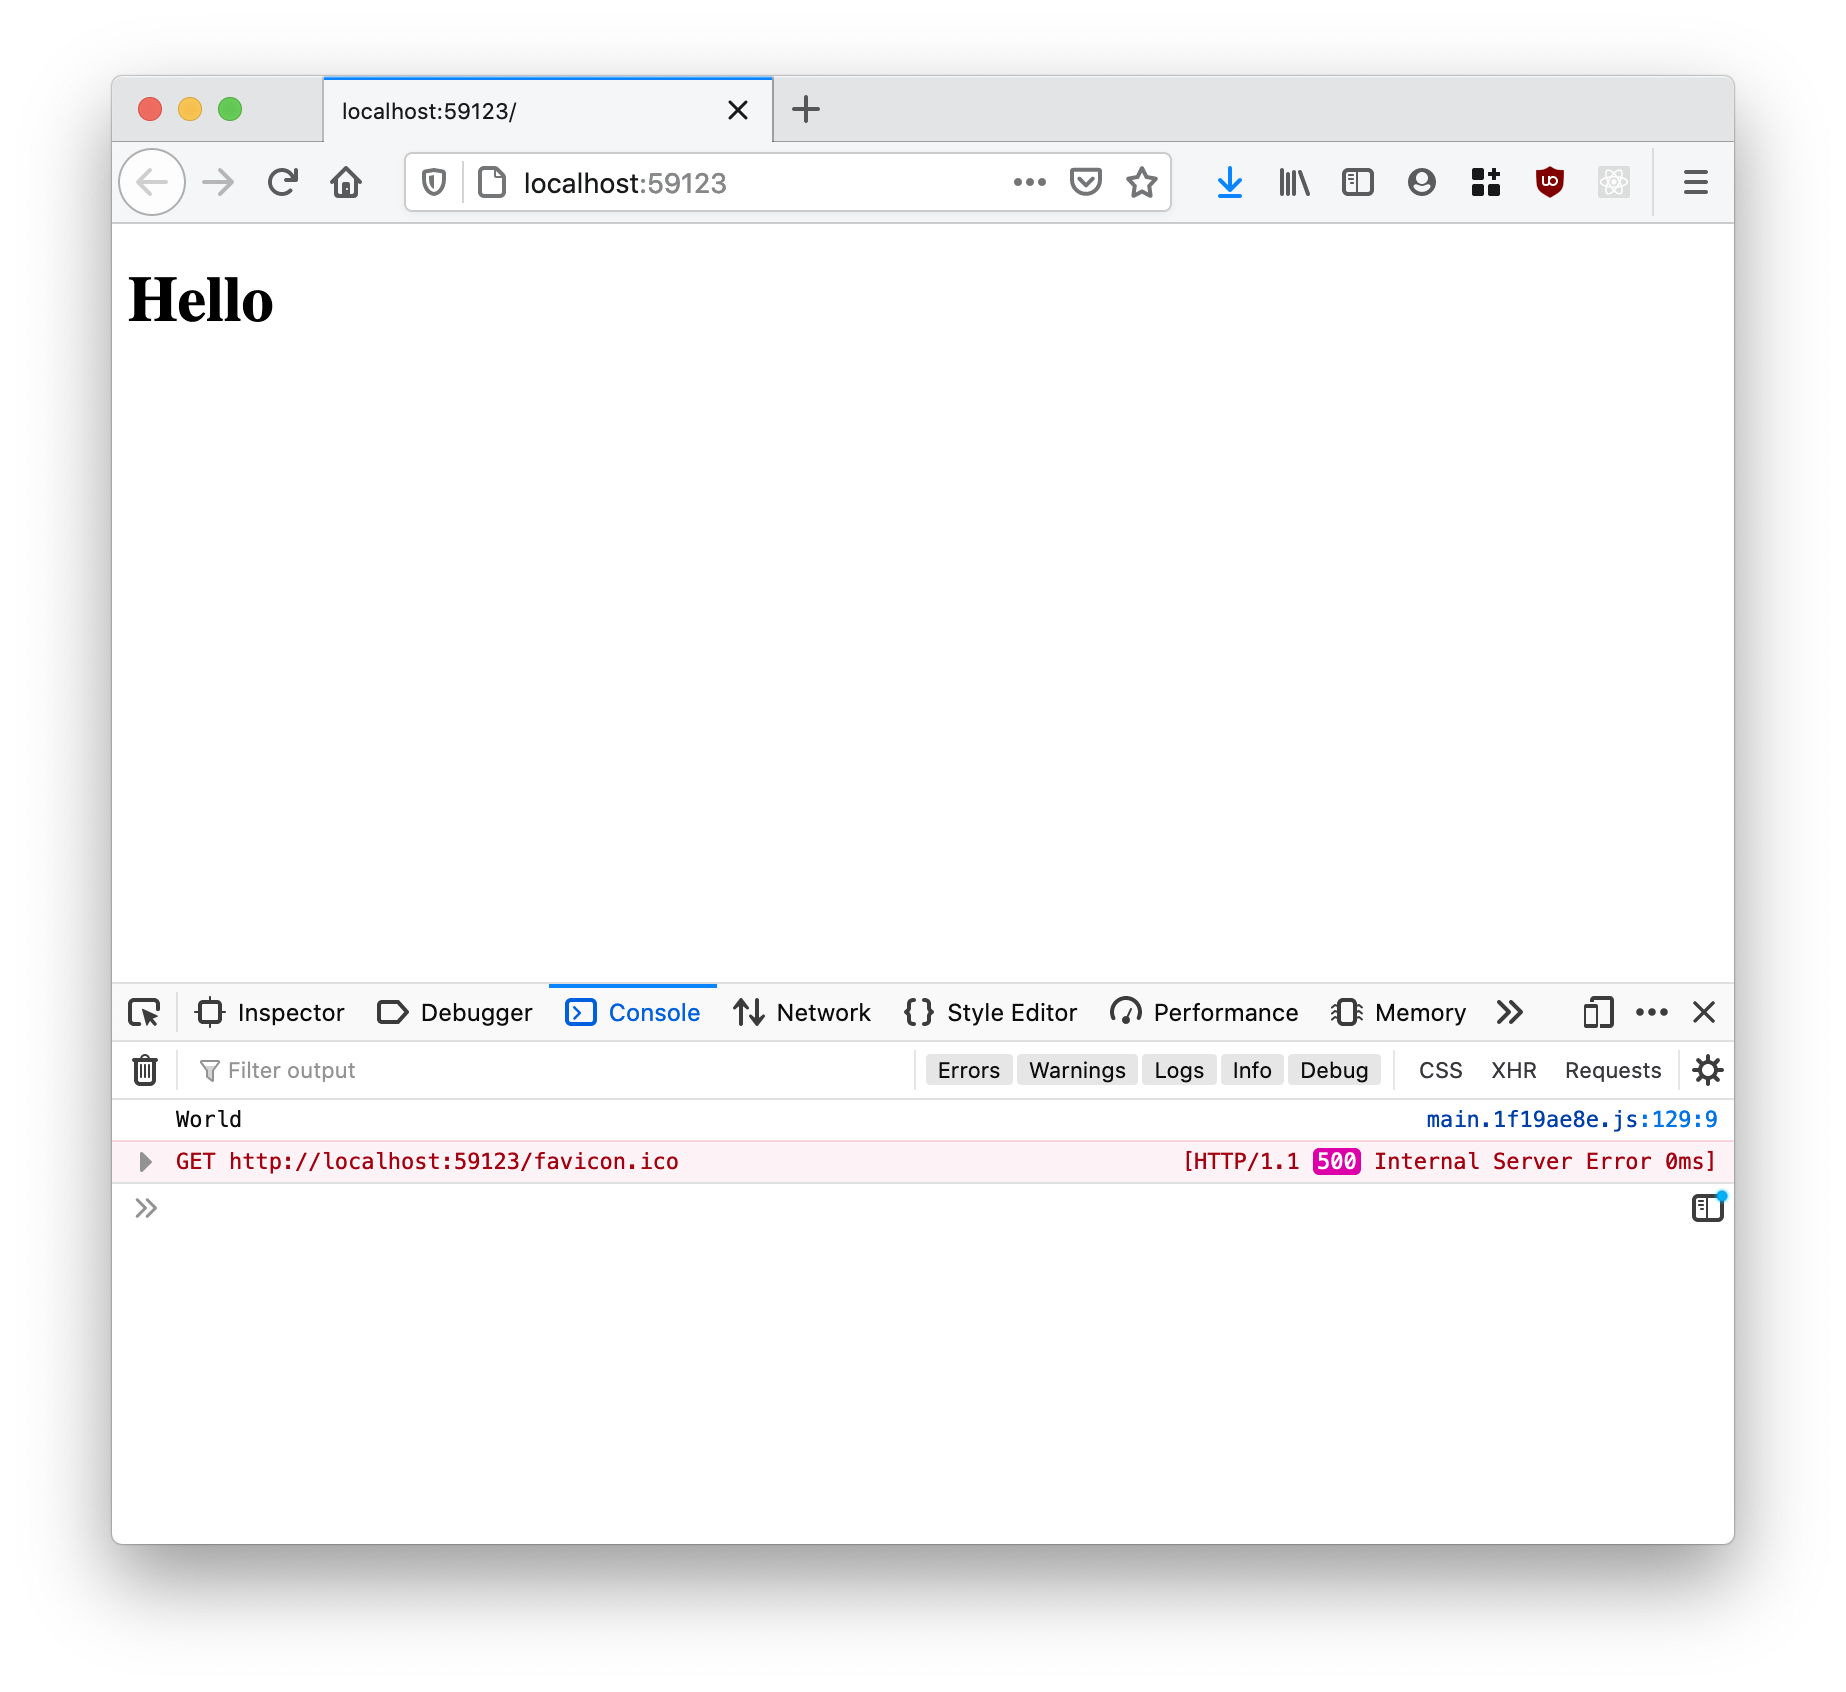 localhost:59123/
localhost:59123
Hello
Inspector Debugger Console Network Style Editor Performance Memory
Filter output Errors Warnings Logs Info Debug CSS XHR Requests
World main.1f19ae8e.js:129:9
GET http://localhost:59123/favicon.ico [HTTP/1.1 500 Internal Server Error 0ms]